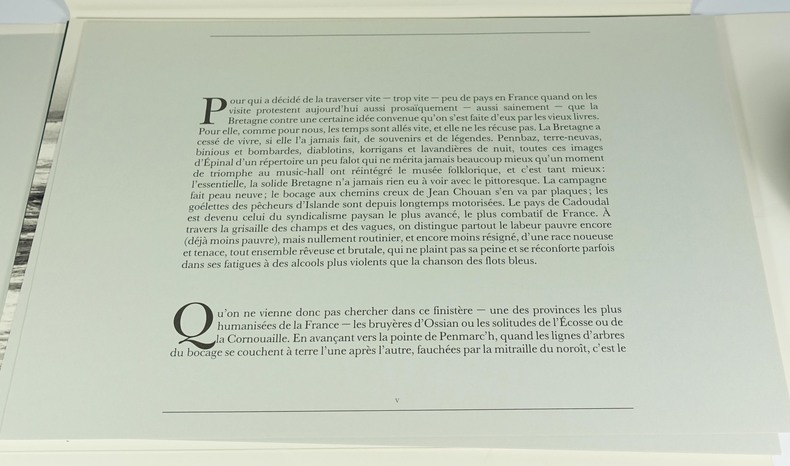 Pour qui a décidé de la traverser vite — trop vite — peu de pays en France quand on les
visite protestent aujourd'hui aussi prosaïquement — aussi sainement — que la
Bretagne contre une certaine idée convenue qu'on s'est faite d'eux par les vieux livres.
Pour elle, comme pour nous, les temps sont allés vite, et elle ne les récuse pas. La Bretagne a
cessé de vivre, si elle l'a jamais fait, de souvenirs et de légendes. Pennbaz, terre-neuvas,
binious et bombardes, diablotins, korrigans et lavandières de nuit, toutes ces images
d'Épinal d'un répertoire un peu falot qui ne mérita jamais beaucoup mieux qu'un moment
de triomphe au music-hall ont réintégré le musée folklorique, et c'est tant mieux :
l'essentielle, la solide Bretagne n'a jamais rien eu à voir avec le pittoresque. La campagne
fait peau neuve ; le bocage aux chemins creux de Jean Chouan s'en va par plaques ; les
goélettes des pêcheurs d'Islande sont depuis longtemps motorisées. Le pays de Cadoudal
est devenu celui du syndicalisme paysan le plus avancé, le plus combatif de France. À
travers la grisaille des champs et des vagues, on distingue partout le labeur pauvre encore
(déjà moins pauvre), mais nullement routinier, et encore moins résigné, d'une race noueuse
et tenace, tout ensemble rêveuse et brutale, qui ne plaint pas sa peine et se réconforte parfois
dans ses fatigues à des alcools plus violents que la chanson des flots bleus.
Qu'on ne vienne donc pas chercher dans ce finistère — une des provinces les plus
humanisées de la France — les bruyères d'Ossian ou les solitudes de l'Écosse ou de
la Cornouaille. En avançant vers la pointe de Penmarc'h, quand les lignes d'arbres
du bocage se couchent à terre l'une après l'autre, fauchées par la mitraille du noroît, c'est le
V